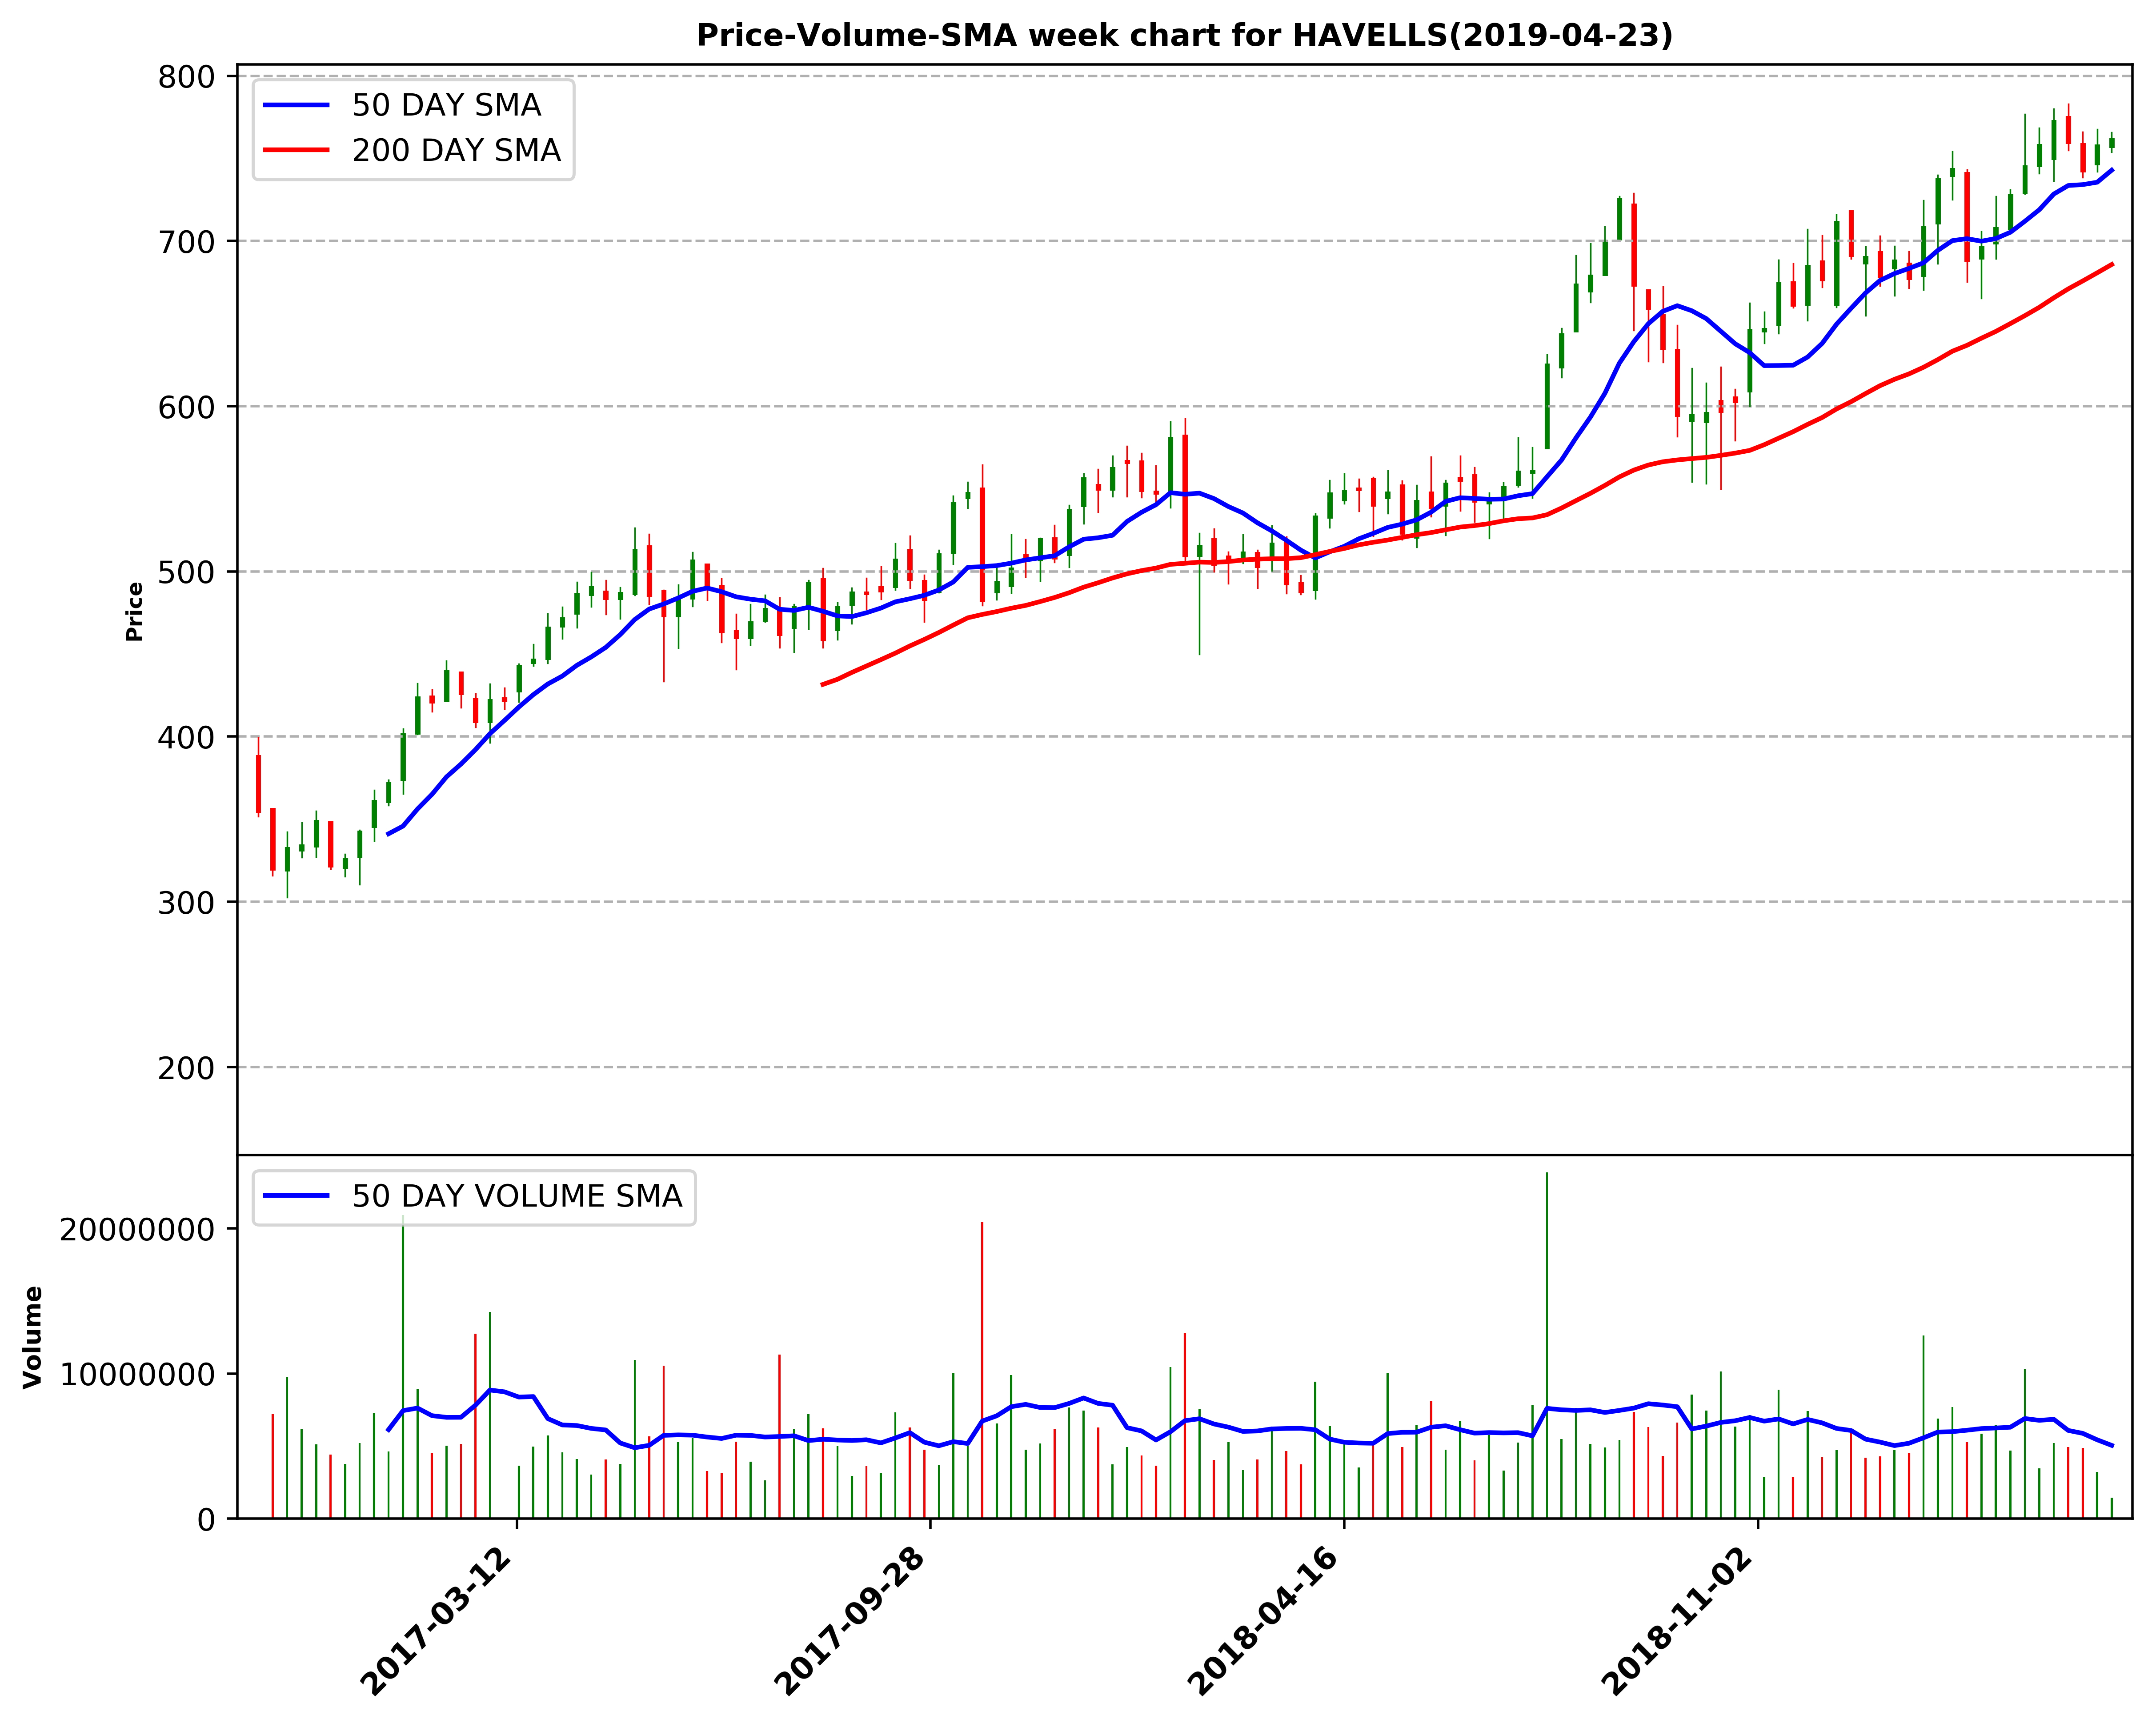 Price-Volume-SMA week chart for HAVELLS(2019-04-23)
800
700
600
500
400
300
200
Price
50 DAY SMA
200 DAY SMA
50 DAY VOLUME SMA
20000000
10000000
0
Volume
2017-03-12
2017-09-28
2018-04-16
2018-11-02